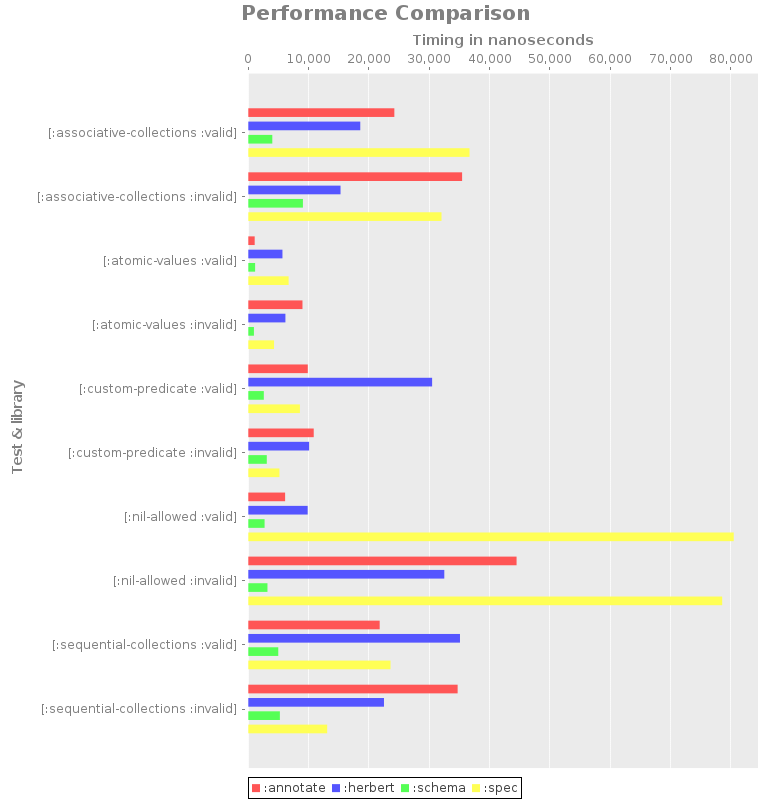 Performance Comparison
Timing in nanoseconds
0 10,000 20,000 30,000 40,000 50,000 60,000 70,000 80,000
Test & library
[:associative-collections :valid]
[:associative-collections :invalid]
[:atomic-values :valid]
[:atomic-values :invalid]
[:custom-predicate :valid]
[:custom-predicate :invalid]
[:nil-allowed :valid]
[:nil-allowed :invalid]
[:sequential-collections :valid]
[:sequential-collections :invalid]
:annotate :herbert :schema :spec